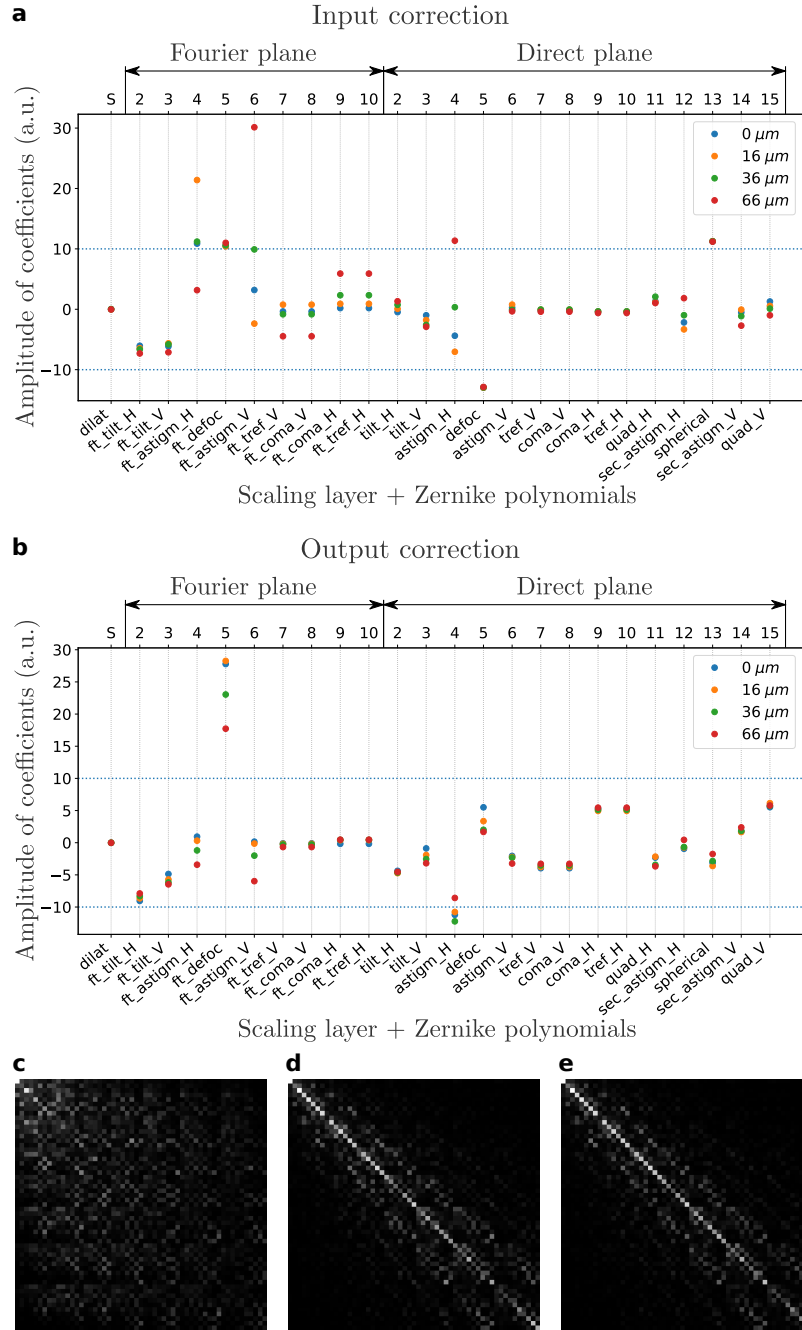 a
Input correction
Fourier plane Direct plane
S 2 3 4 5 6 7 8 9 10 2 3 4 5 6 7 8 9 10 11 12 13 14 15
Amplitude of coefficients (a.u.)
30
20
10
0
−10
0 μm
16 μm
36 μm
66 μm
dilat ft_tilt_H ft_tilt_V ft_astigm_H ft_defoc ft_astigm_V ft_tref_V ft_coma_V ft_coma_H ft_tref_H tilt_H tilt_V astigm_H defoc astigm_V tref_V coma_V coma_H tref_H quad_H sec_astigm_H spherical sec_astigm_V quad_V
Scaling layer + Zernike polynomials
b
Output correction
Fourier plane Direct plane
S 2 3 4 5 6 7 8 9 10 2 3 4 5 6 7 8 9 10 11 12 13 14 15
Amplitude of coefficients (a.u.)
30
25
20
15
10
5
0
−5
−10
0 μm
16 μm
36 μm
66 μm
dilat ft_tilt_H ft_tilt_V ft_astigm_H ft_defoc ft_astigm_V ft_tref_V ft_coma_V ft_coma_H ft_tref_H tilt_H tilt_V astigm_H defoc astigm_V tref_V coma_V coma_H tref_H quad_H sec_astigm_H spherical sec_astigm_V quad_V
Scaling layer + Zernike polynomials
c d e